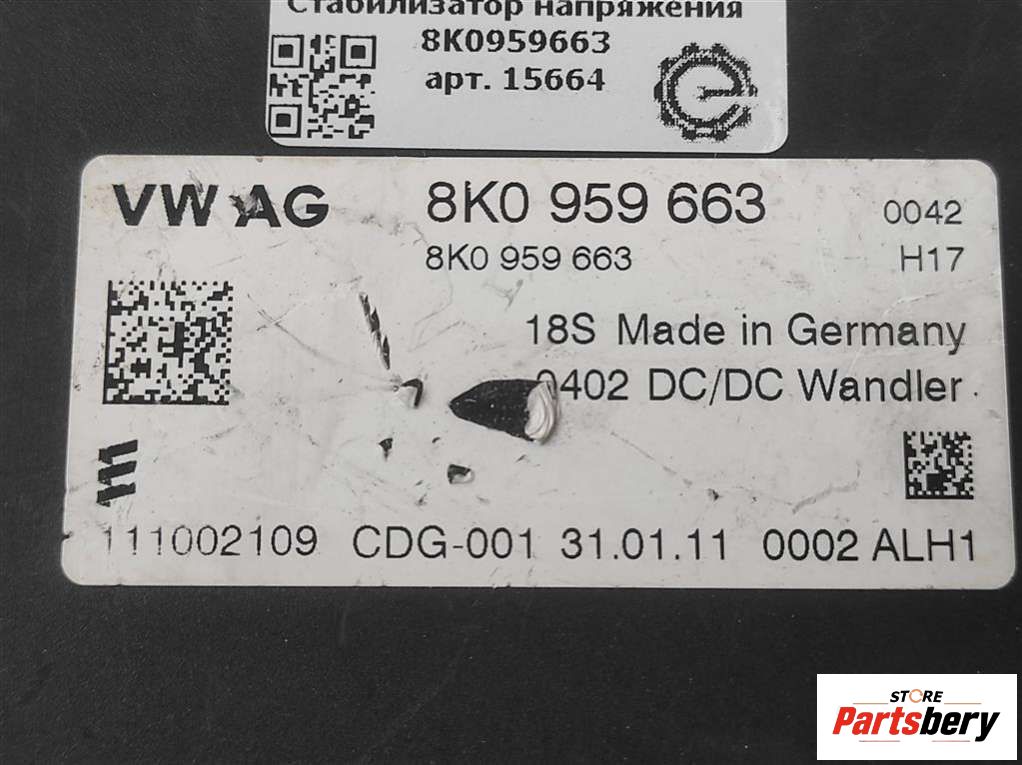 Стабилизатор напряжения
8K0959663
арт. 15664
VW AG 8K0 959 663 0042
8K0 959 663 H17
18S Made in Germany
0402 DC/DC Wandler
111002109 CDG-001 31.01.11 0002 ALH1
STORE
Partsbery